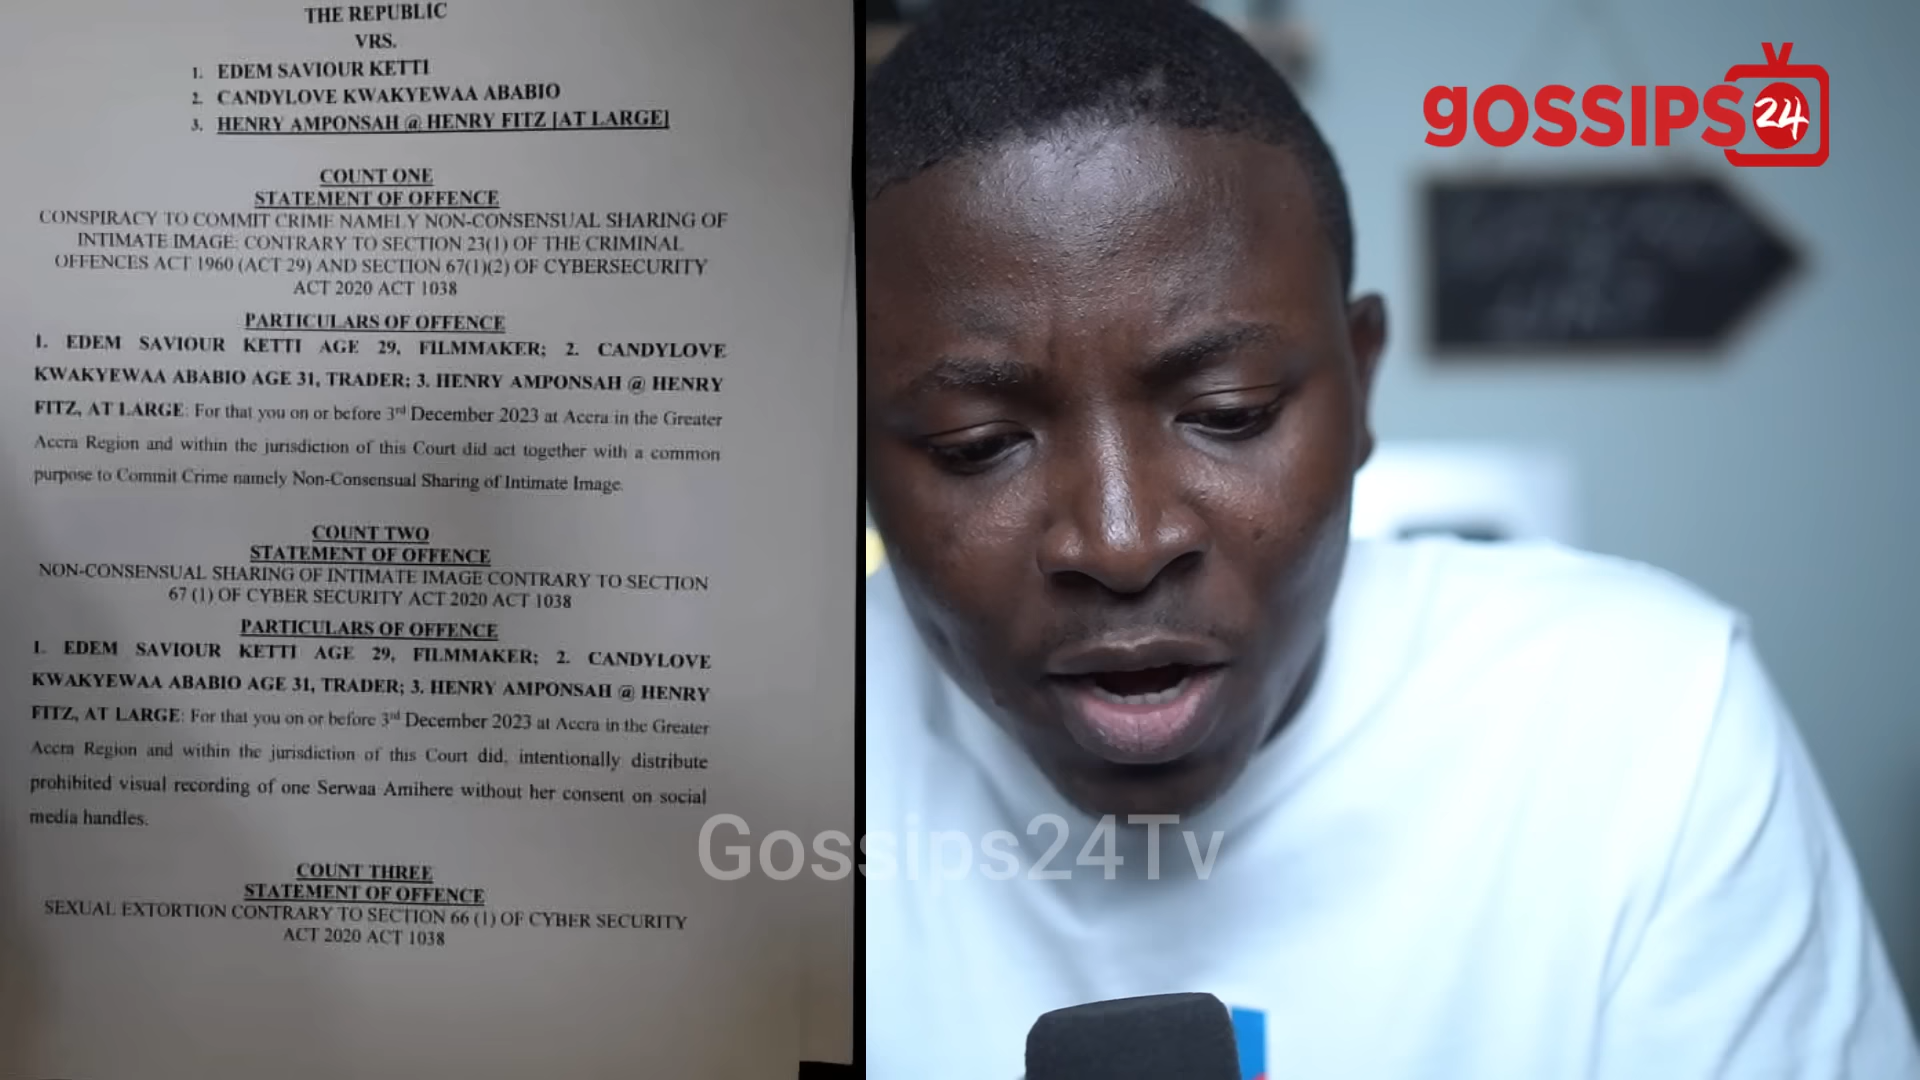 THE REPUBLIC
VRS.
1. EDEM SAVIOUR KETTI
2. CANDYLOVE KWAKYEWAA ABABIO
3. HENRY AMPONSAH @ HENRY FITZ [AT LARGE]
COUNT ONE
STATEMENT OF OFFENCE
CONSPIRACY TO COMMIT CRIME NAMELY NON-CONSENSUAL SHARING OF
INTIMATE IMAGE: CONTRARY TO SECTION 23(1) OF THE CRIMINAL
OFFENCES ACT 1960 (ACT 29) AND SECTION 67(1)(2) OF CYBERSECURITY
ACT 2020 ACT 1038
PARTICULARS OF OFFENCE
1. EDEM SAVIOUR KETTI AGE 29, FILMMAKER; 2. CANDYLOVE
KWAKYEWAA ABABIO AGE 31, TRADER; 3. HENRY AMPONSAH @ HENRY
FITZ, AT LARGE: For that you on or before 3rd December 2023 at Accra in the Greater
Accra Region and within the jurisdiction of this Court did act together with a common
purpose to Commit Crime namely Non-Consensual Sharing of Intimate Image.
COUNT TWO
STATEMENT OF OFFENCE
NON-CONSENSUAL SHARING OF INTIMATE IMAGE CONTRARY TO SECTION
67 (1) OF CYBER SECURITY ACT 2020 ACT 1038
PARTICULARS OF OFFENCE
1. EDEM SAVIOUR KETTI AGE 29, FILMMAKER; 2. CANDYLOVE
KWAKYEWAA ABABIO AGE 31, TRADER; 3. HENRY AMPONSAH @ HENRY
FITZ, AT LARGE: For that you on or before 3rd December 2023 at Accra in the Greater
Accra Region and within the jurisdiction of this Court did, intentionally distribute
prohibited visual recording of one Serwaa Amihere without her consent on social
media handles.
COUNT THREE
STATEMENT OF OFFENCE
SEXUAL EXTORTION CONTRARY TO SECTION 66 (1) OF CYBER SECURITY
ACT 2020 ACT 1038
gOSSIPS 24
Gossips24Tv